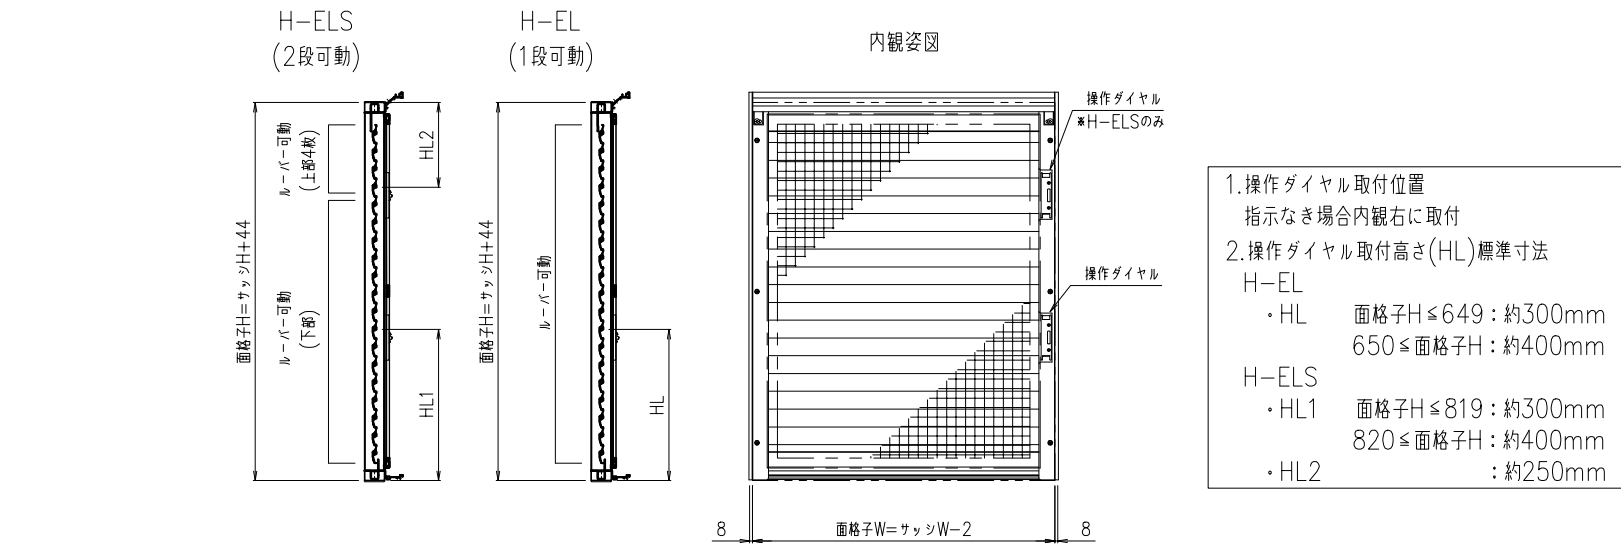 H-ELS
(2段可動)
H-EL
(1段可動)
内観姿図
面格子H=サッシH+44
ルーバー可動
(上部4枚)
ルーバー可動
(下部)
HL2
HL1
面格子H=サッシH+44
ルーバー可動
HL
操作ダイヤル
※H-ELSのみ
操作ダイヤル
8
面格子W=サッシW-2
8
1.操作ダイヤル取付位置
指示なき場合内観右に取付
2.操作ダイヤル取付高さ(HL)標準寸法
H-EL
・HL 面格子H≦649:約300mm
650≦面格子H:約400mm
H-ELS
・HL1 面格子H≦819:約300mm
820≦面格子H:約400mm
・HL2 :約250mm